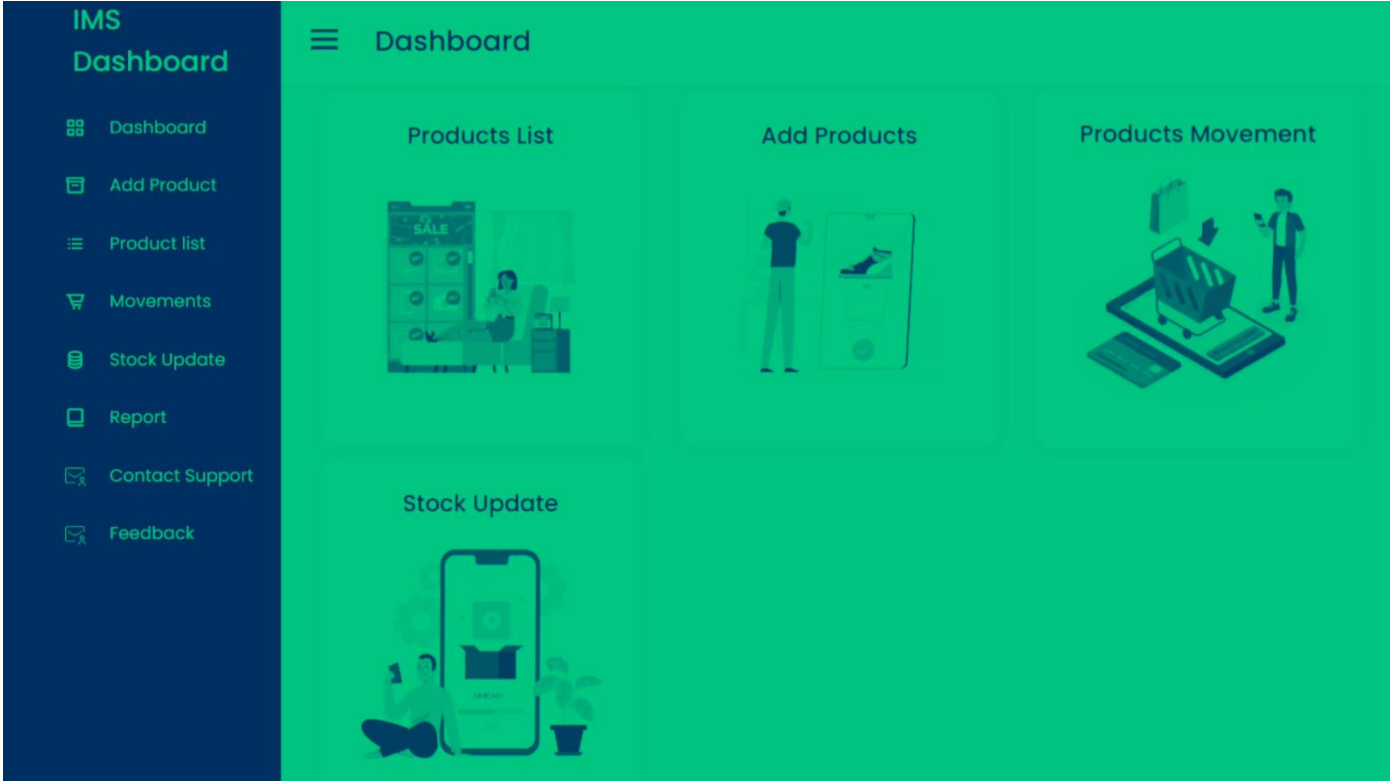 IMS
Dashboard
Dashboard
Add Product
Product list
Movements
Stock Update
Report
Contact Support
Feedback
Dashboard
Products List
Add Products
Products Movement
SALE
Stock Update
UPDATE